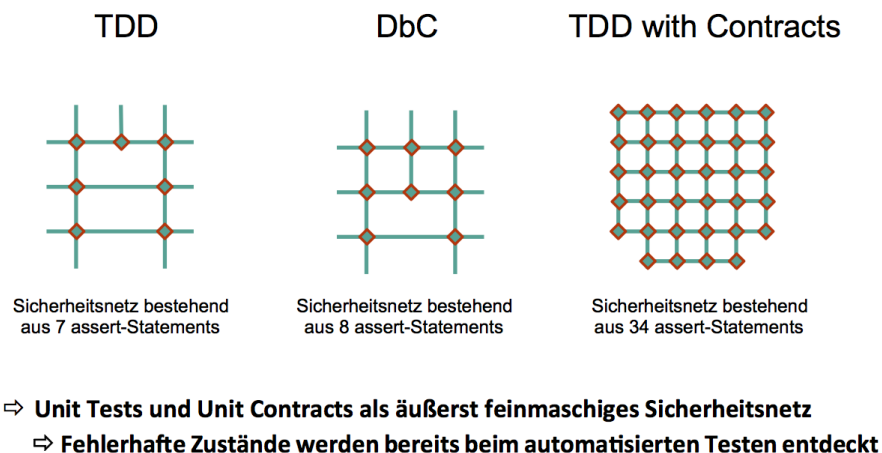 TDD
DbC
TDD with Contracts
Sicherheitsnetz bestehend
aus 7 assert-Statements
Sicherheitsnetz bestehend
aus 8 assert-Statements
Sicherheitsnetz bestehend
aus 34 assert-Statements
⇨ Unit Tests und Unit Contracts als äußerst feinmaschiges Sicherheitsnetz
⇨ Fehlerhafte Zustände werden bereits beim automatisierten Testen entdeckt